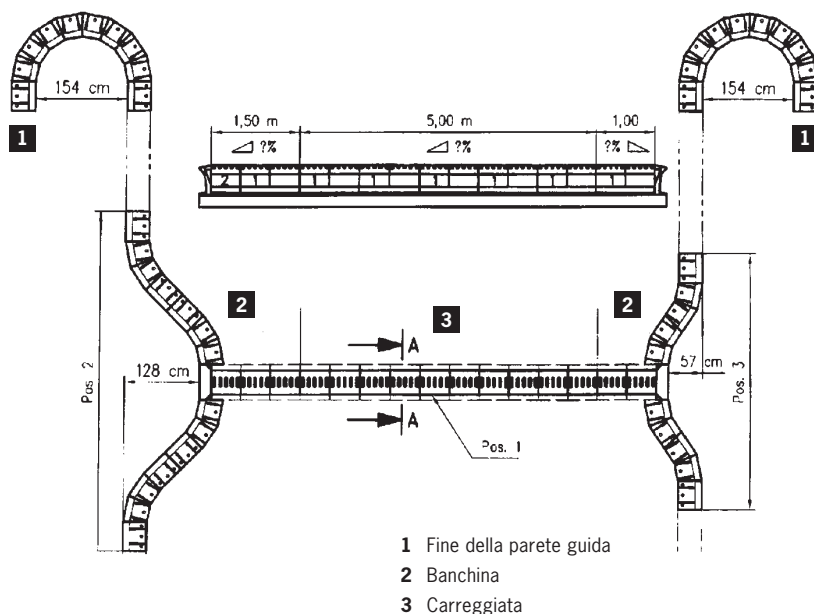 154 cm
154 cm
1
1
1,50 m
5,00 m
1,00
?%
?%
?%
2
1
1
1
1
1
1
1
2
3
2
A
128 cm
57 cm
Pos. 2
Pos. 3
A
Pos. 1
1 Fine della parete guida
2 Banchina
3 Carreggiata